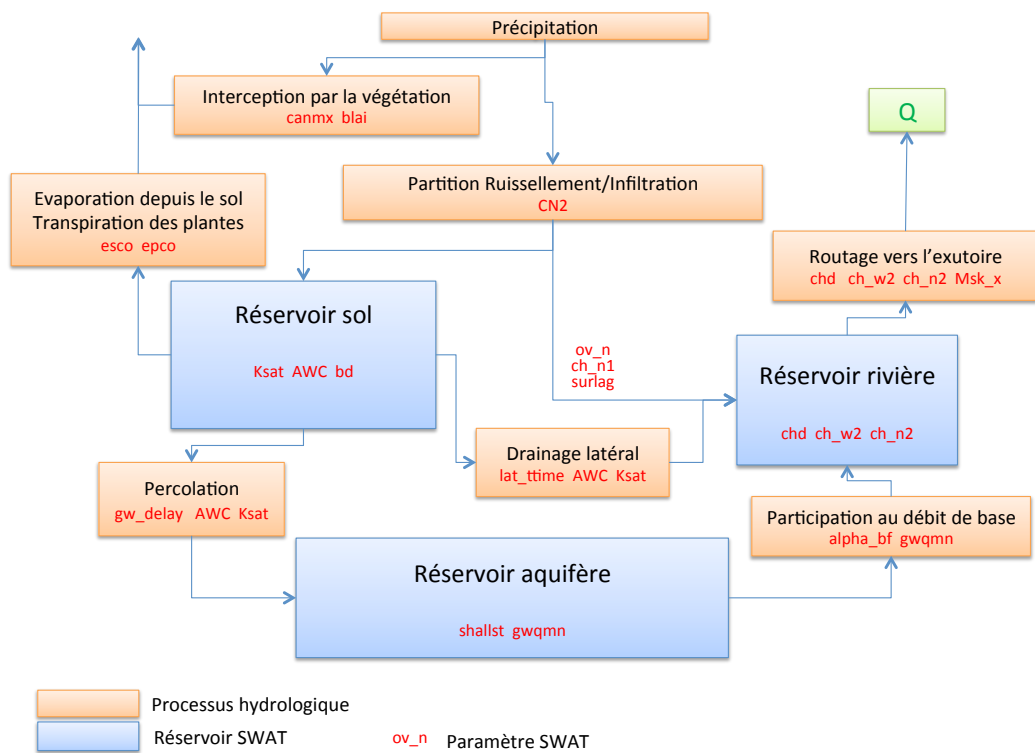 Précipitation
Interception par la végétation
canmx blai
Q
Partition Ruissellement/Infiltration
CN2
Evaporation depuis le sol
Transpiration des plantes
esco epco
Routage vers l'exutoire
chd ch_w2 ch_n2 Msk_x
Réservoir sol
Ksat AWC bd
ov_n
ch_n1
surlag
Réservoir rivière
chd ch_w2 ch_n2
Drainage latéral
lat_ttime AWC Ksat
Percolation
gw_delay AWC Ksat
Participation au débit de base
alpha_bf gwqmn
Réservoir aquifère
shallst gwqmn
Processus hydrologique
Réservoir SWAT
ov_n Paramètre SWAT